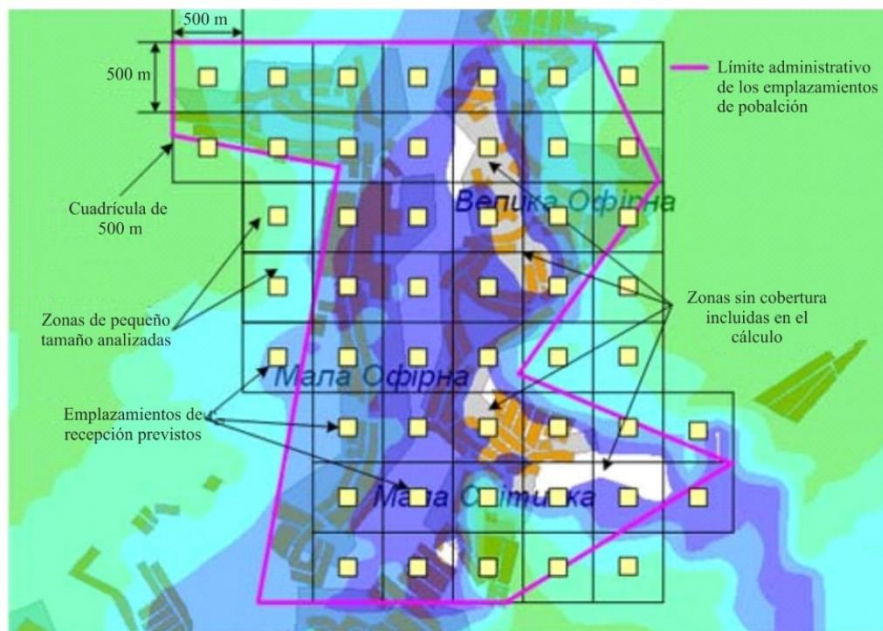 500 m
500 m
Límite administrativo
de los emplazamientos
de pobalción
Cuadrícula de
500 m
Велика Офірна
Zonas de pequeño
tamaño analizadas
Zonas sin cobertura
incluidas en el
cálculo
Мала Офірна
Emplazamientos de
recepción previstos
Мала